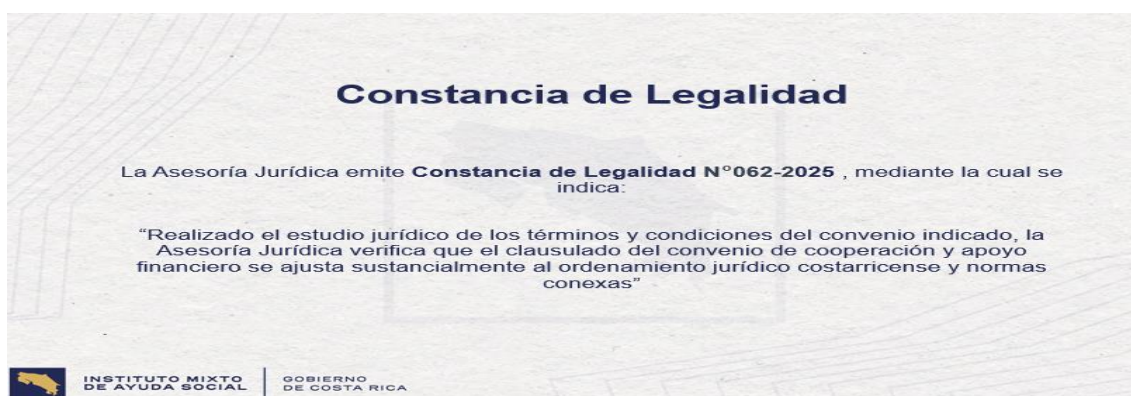 Constancia de Legalidad
La Asesoría Jurídica emite Constancia de Legalidad N°062-2025 , mediante la cual se
indica:
“Realizado el estudio jurídico de los términos y condiciones del convenio indicado, la
Asesoría Jurídica verifica que el clausulado del convenio de cooperación y apoyo
financiero se ajusta sustancialmente al ordenamiento jurídico costarricense y normas
conexas”
INSTITUTO MIXTO
DE AYUDA SOCIAL
GOBIERNO
DE COSTA RICA